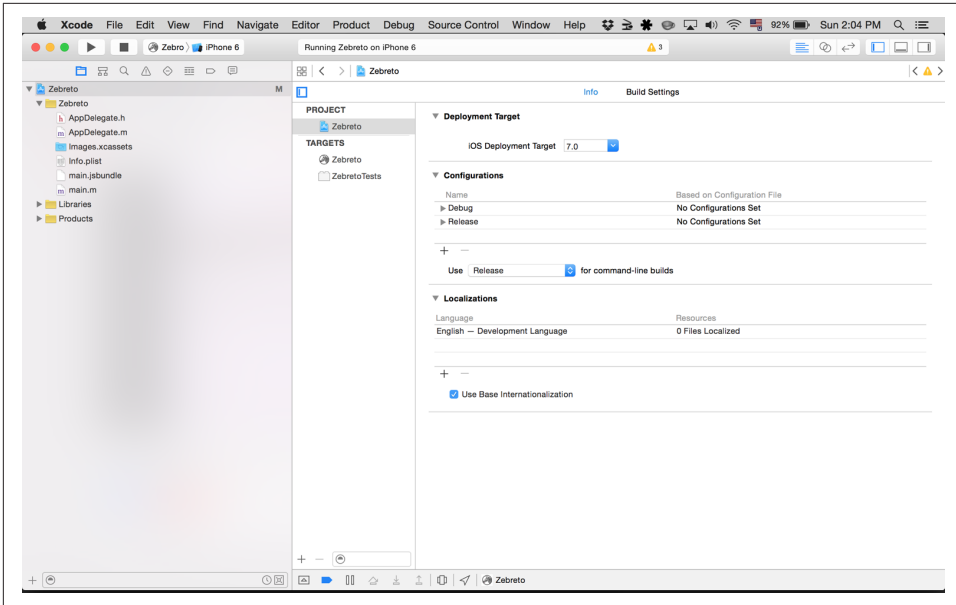 Xcode File Edit View Find Navigate Editor Product Debug Source Control Window Help 92% Sun 2:04 PM
Zebro iPhone 6 Running Zebreto on iPhone 6 3
Zebreto
Zebreto M
Zebreto
h AppDelegate.h
m AppDelegate.m
Images.xcassets
Info.plist
main.jsbundle
m main.m
Libraries
Products
Info Build Settings
PROJECT
Zebreto
TARGETS
Zebreto
ZebretoTests
Deployment Target
iOS Deployment Target 7.0
Configurations
Name Based on Configuration File
Debug No Configurations Set
Release No Configurations Set
+ −
Use Release for command-line builds
Localizations
Language Resources
English — Development Language 0 Files Localized
+ −
Use Base Internationalization
+ −
+ Zebreto